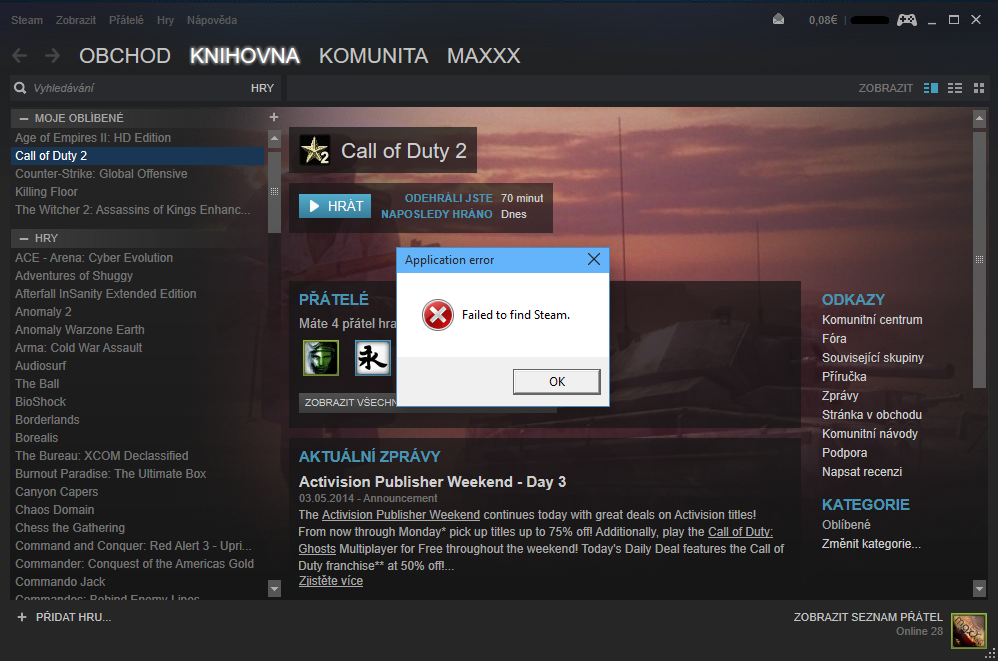 Steam Zobrazit Přátelé Hry Nápověda
0,08€
OBCHOD KNIHOVNA KOMUNITA MAXXX
Vyhledávání HRY
ZOBRAZIT
MOJE OBLÍBENÉ
Age of Empires II: HD Edition
Call of Duty 2
Counter-Strike: Global Offensive
Killing Floor
The Witcher 2: Assassins of Kings Enhanc...
HRY
ACE - Arena: Cyber Evolution
Adventures of Shuggy
Afterfall InSanity Extended Edition
Anomaly 2
Anomaly Warzone Earth
Arma: Cold War Assault
Audiosurf
The Ball
BioShock
Borderlands
Borealis
The Bureau: XCOM Declassified
Burnout Paradise: The Ultimate Box
Canyon Capers
Chaos Domain
Chess the Gathering
Command and Conquer: Red Alert 3 - Upri...
Commander: Conquest of the Americas Gold
Commando Jack
Commandos: Behind Enemy Lines
PŘIDAT HRU...
2
Call of Duty 2
HRÁT
ODEHRÁLI JSTE 70 minut
NAPOSLEDY HRÁNO Dnes
Application error
Failed to find Steam.
OK
PŘÁTELÉ
Máte 4 přátel hra
永
ZOBRAZIT VŠECHN
AKTUÁLNÍ ZPRÁVY
Activision Publisher Weekend - Day 3
03.05.2014 - Announcement
The Activision Publisher Weekend continues today with great deals on Activision titles!
From now through Monday* pick up titles up to 75% off! Additionally, play the Call of Duty:
Ghosts Multiplayer for Free throughout the weekend! Today's Daily Deal features the Call of
Duty franchise** at 50% off!...
Zjistěte více
ODKAZY
Komunitní centrum
Fóra
Související skupiny
Příručka
Zprávy
Stránka v obchodu
Komunitní návody
Podpora
Napsat recenzi
KATEGORIE
Oblíbené
Změnit kategorie...
ZOBRAZIT SEZNAM PŘÁTEL
Online 28